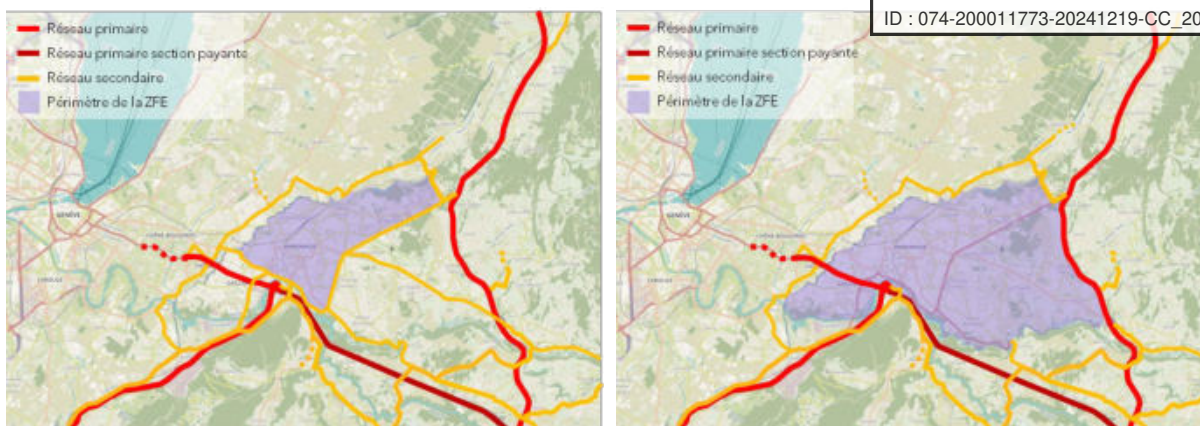 Réseau primaire
Réseau primaire section payante
Réseau secondaire
Périmètre de la ZFE
GENÈVE
ID : 074-200011773-20241219-CC_20
Réseau primaire
Réseau primaire section payante
Réseau secondaire
Périmètre de la ZFE
GENÈVE